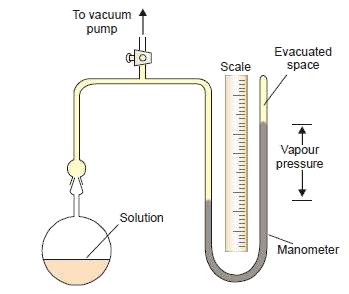 To vacuum
pump
Scale
Evacuated
space
Vapour
pressure
Solution
Manometer